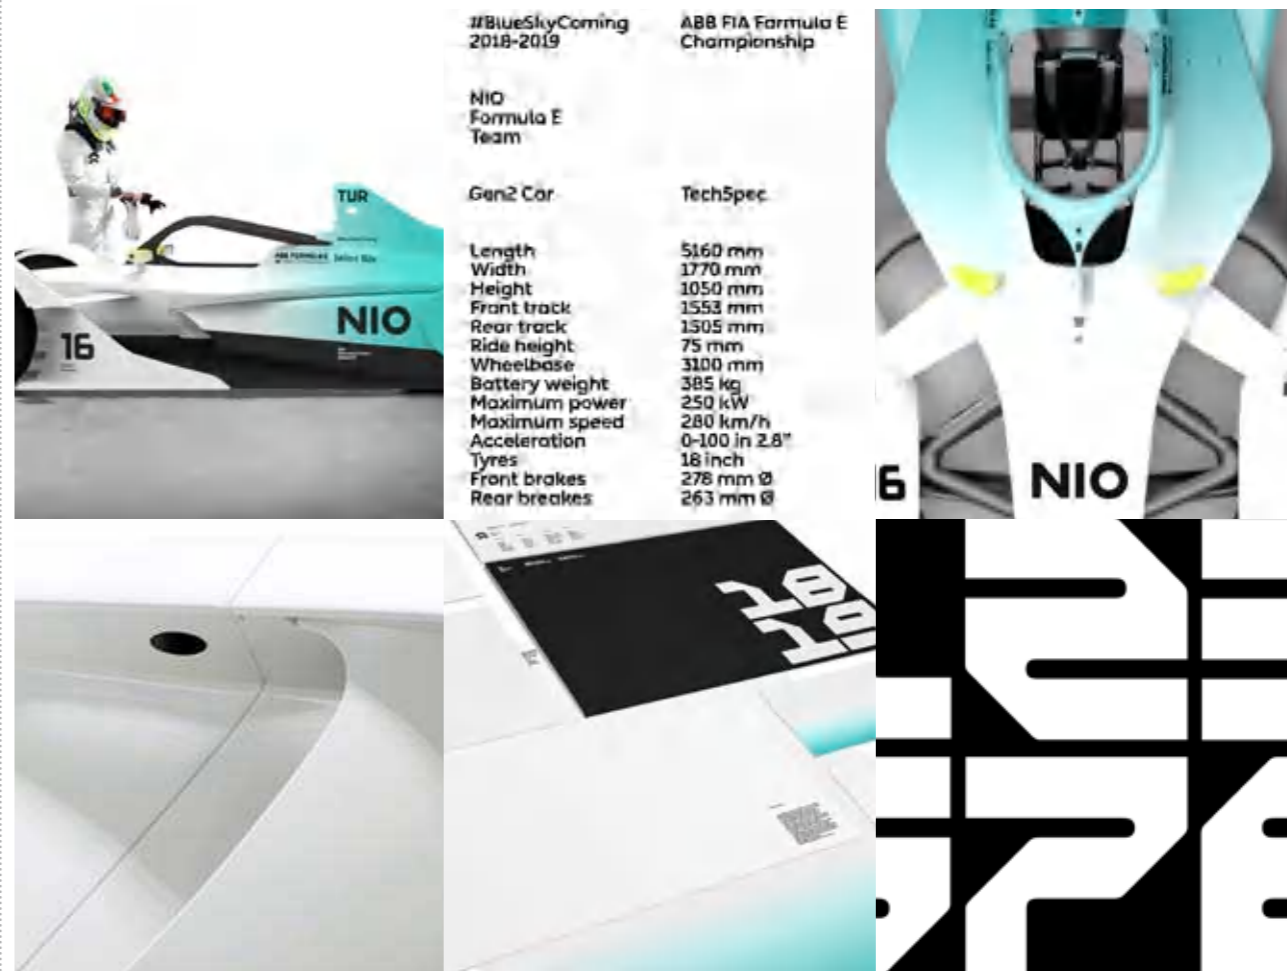 #BlueSkyComing
2018-2019
ABB FIA Formula E
Championship
NIO
Formula E
Team
Gen2 Car TechSpec
Length 5160 mm
Width 1770 mm
Height 1050 mm
Front track 1553 mm
Rear track 1505 mm
Ride height 75 mm
Wheelbase 3100 mm
Battery weight 385 kg
Maximum power 250 kW
Maximum speed 280 km/h
Acceleration 0-100 in 2.8"
Tyres 18 inch
Front brakes 278 mm Ø
Rear breakes 263 mm Ø
TUR
NIO
16
NIO
6